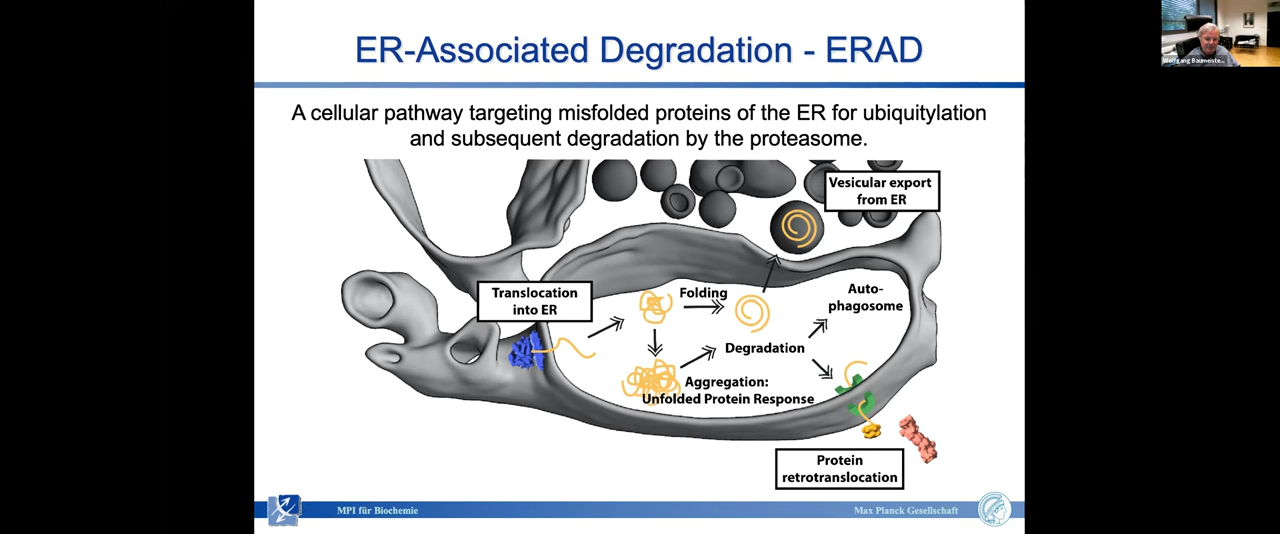 ER-Associated Degradation - ERAD
A cellular pathway targeting misfolded proteins of the ER for ubiquitylation
and subsequent degradation by the proteasome.
Vesicular export
from ER
Translocation
into ER
Folding
Auto-
phagosome
Degradation
Aggregation:
Unfolded Protein Response
Protein
retrotranslocation
MPI für Biochemie
Max Planck Gesellschaft
Wolfgang Baumeiste...